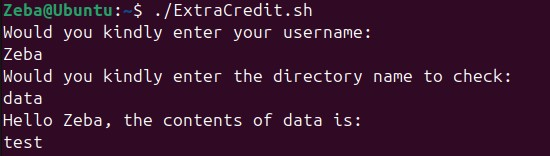 Zeba@Ubuntu:~$ ./ExtraCredit.sh
Would you kindly enter your username:
Zeba
Would you kindly enter the directory name to check:
data
Hello Zeba, the contents of data is:
test